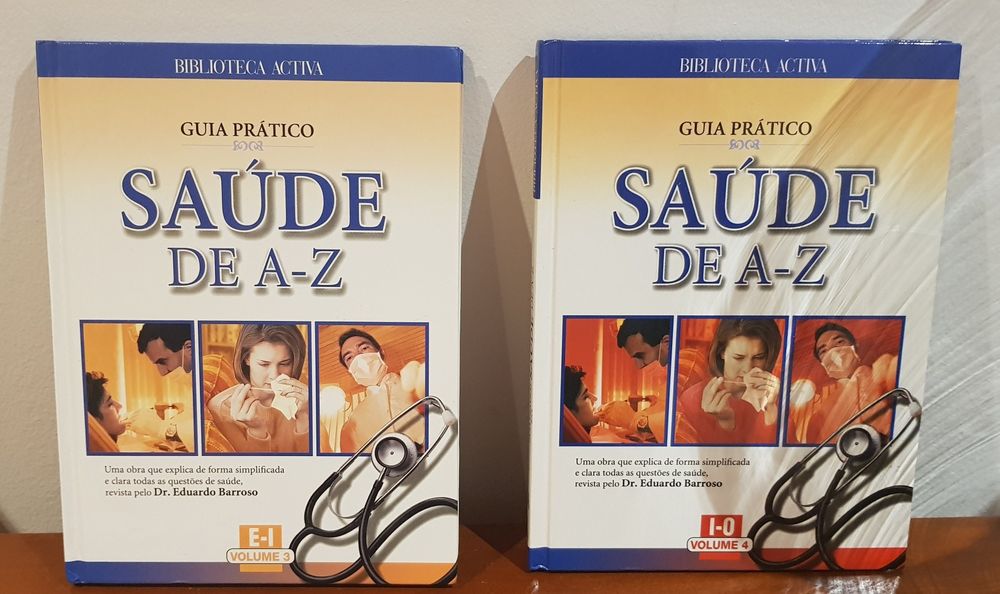 BIBLIOTECA ACTIVA
GUIA PRÁTICO
SAÚDE
DE A-Z
Uma obra que explica de forma simplificada
e clara todas as questões de saúde,
revista pelo Dr. Eduardo Barroso
E-I
VOLUME 3
BIBLIOTECA ACTIVA
GUIA PRÁTICO
SAÚDE
DE A-Z
Uma obra que explica de forma simplificada
e clara todas as questões de saúde,
revista pelo Dr. Eduardo Barroso
I-O
VOLUME 4